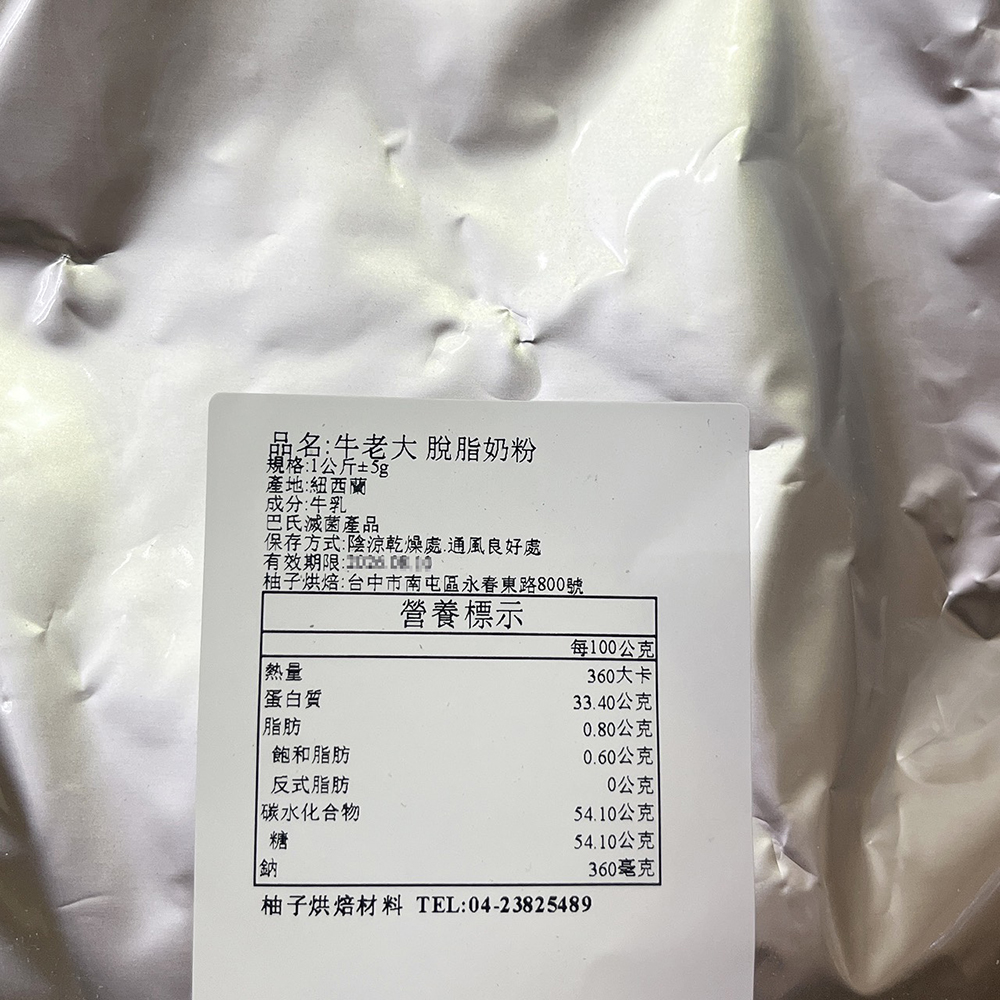 品名:牛老大 脫脂奶粉
規格:1公斤±5g
產地:紐西蘭
成分:牛乳
巴氏滅菌產品
保存方式:陰涼乾燥處.通風良好處
有效期限:
柚子烘焙:台中市南屯區永春東路800號
營養標示
每100公克
熱量 360大卡
蛋白質 33.40公克
脂肪 0.80公克
飽和脂肪 0.60公克
反式脂肪 0公克
碳水化合物 54.10公克
糖 54.10公克
鈉 360毫克
柚子烘焙材料 TEL:04-23825489